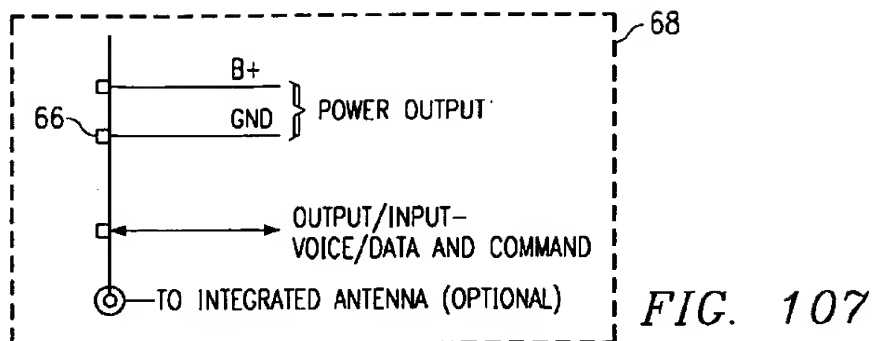 68
B+
66
GND
POWER OUTPUT
OUTPUT/INPUT-
VOICE/DATA AND COMMAND
TO INTEGRATED ANTENNA (OPTIONAL)
FIG. 107